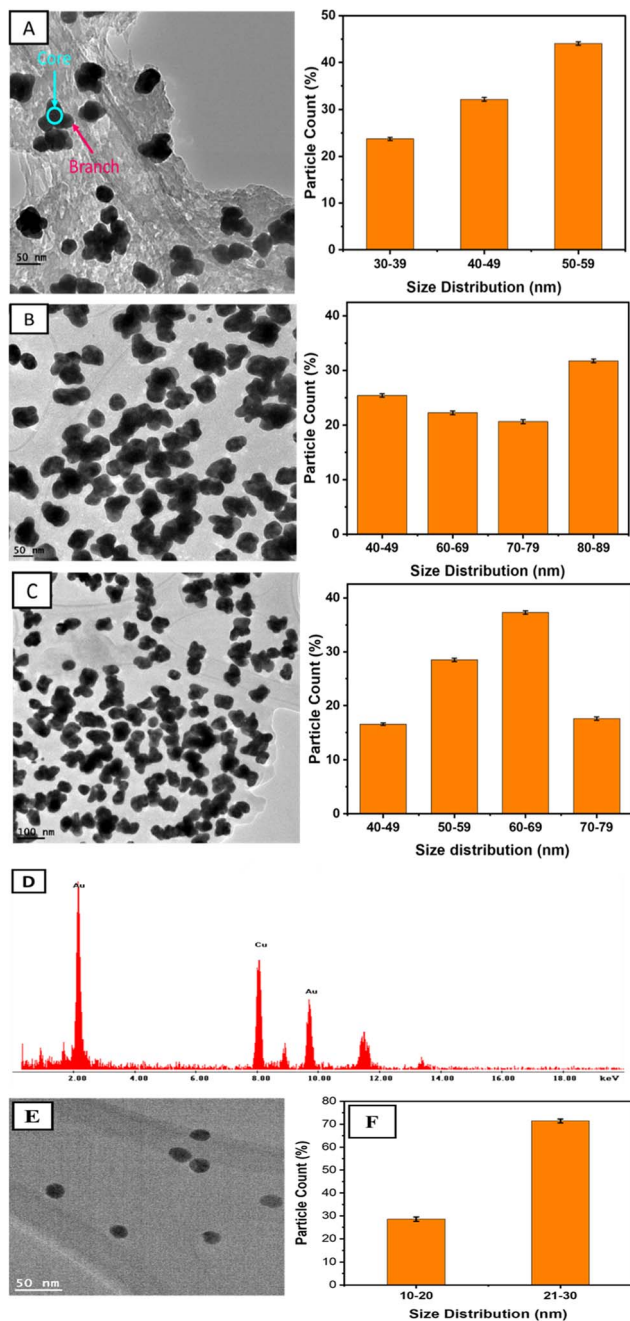 A
Core
Branch
50 nm
Particle Count (%)
50
40
30
20
10
0
30-39 40-49 50-59
Size Distribution (nm)
B
50 nm
Particle Count (%)
40
30
20
10
0
40-49 60-69 70-79 80-89
Size Distribution (nm)
C
100 nm
Particle Count (%)
40
30
20
10
0
40-49 50-59 60-69 70-79
Size distribution (nm)
D
Au
Cu
Au
2.00 4.00 6.00 8.00 10.00 12.00 14.00 16.00 18.00 keV
E
50 nm
F
Particle Count (%)
80
70
60
50
40
30
20
10
0
10-20 21-30
Size Distribution (nm)